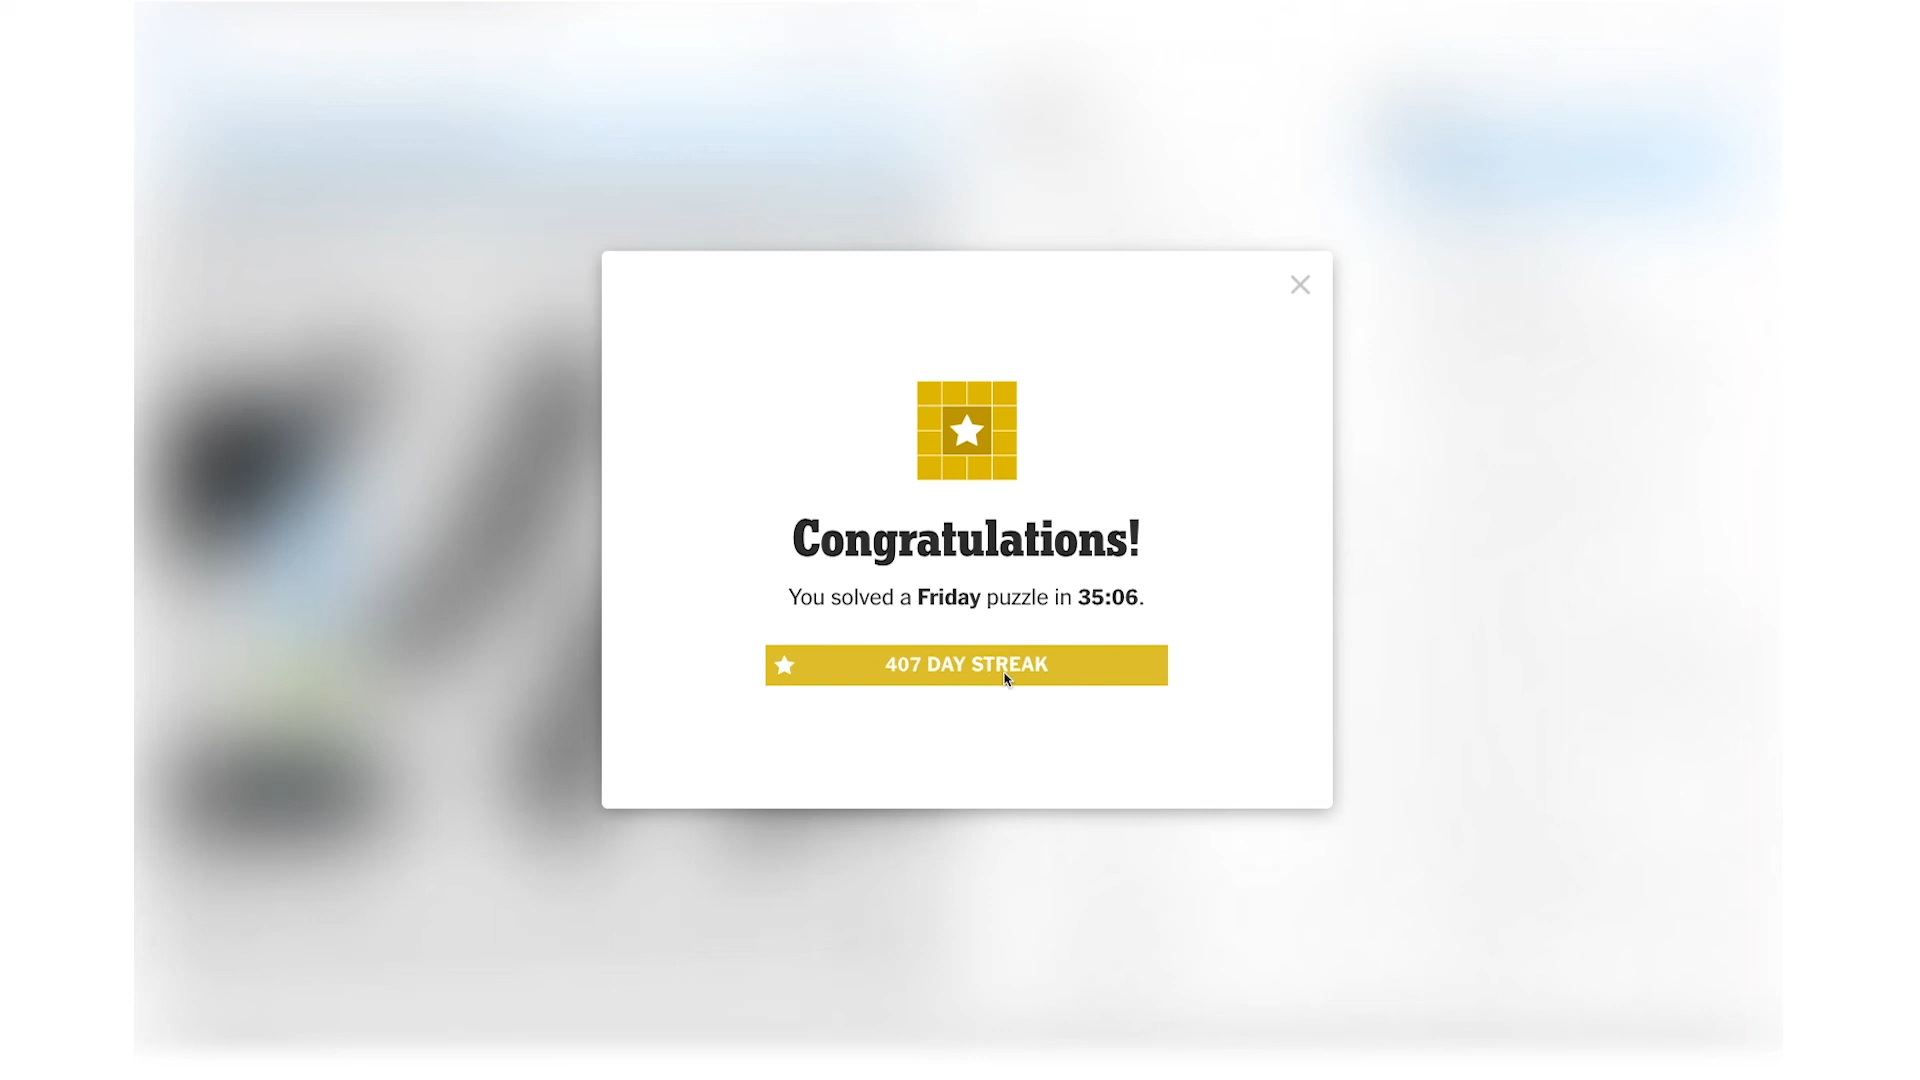 Congratulations!
You solved a Friday puzzle in 35:06.
407 DAY STREAK